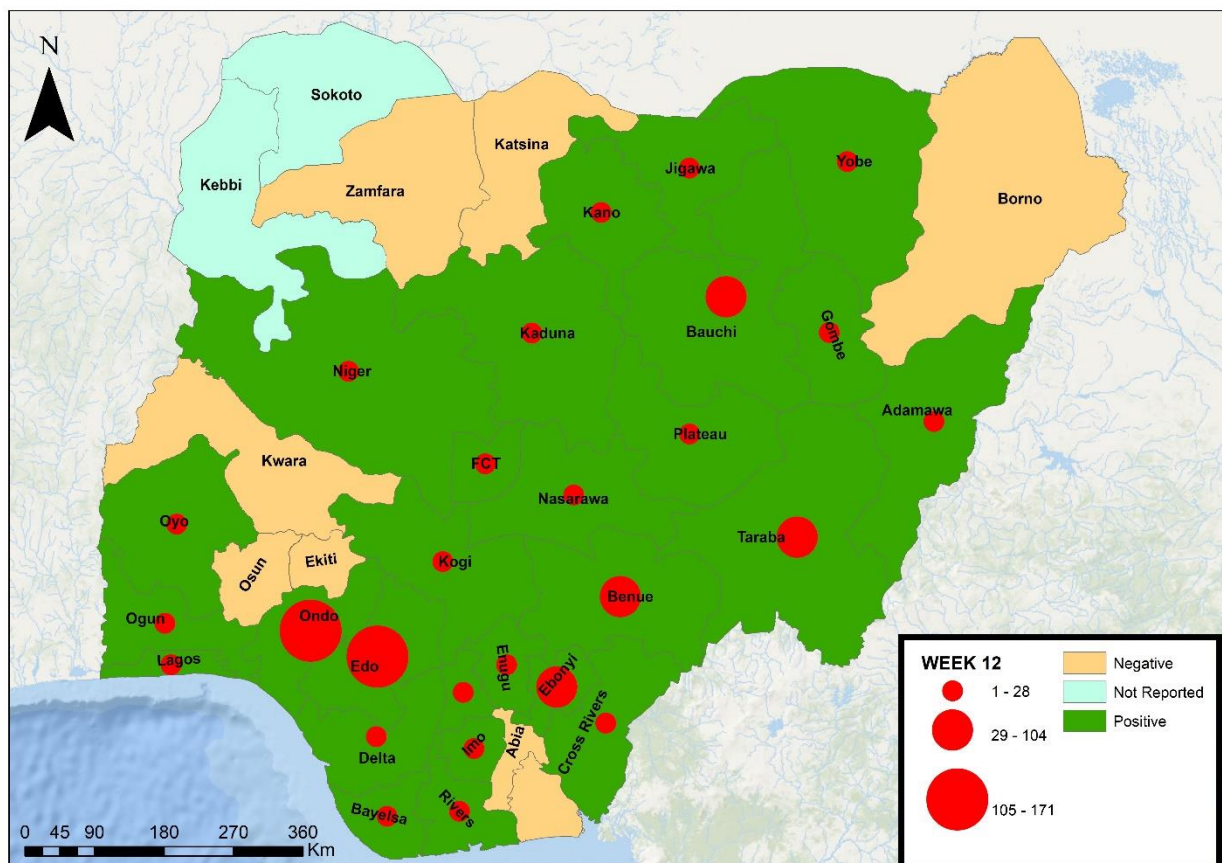 N
Sokoto
Katsina
Kebbi
Zamfara
Jigawa
Yobe
Borno
Kano
Kaduna
Bauchi
Gombe
Niger
Adamawa
Plateau
FCT
Kwara
Nasarawa
Oyo
Taraba
Ekiti
Kogi
Osun
Benue
Ondo
Ogun
Lagos
Edo
Enugu
Ebonyi
Cross Rivers
Delta
Imo
Abia
Bayelsa
Rivers
0 45 90 180 270 360
Km
WEEK 12
1 - 28
29 - 104
105 - 171
Negative
Not Reported
Positive